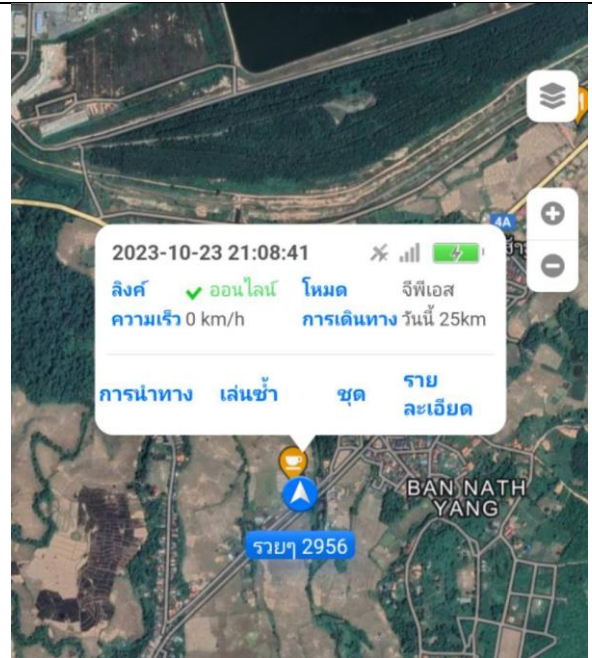 4A
2023-10-23 21:08:41
ลิงค์ ออนไลน์ โหมด จีพีเอส
ความเร็ว 0 km/h การเดินทาง วันนี้ 25km
การนำทาง เล่นซ้ำ ชุด ราย
ละเอียด
BAN NATH
YANG
รวยๆ 2956